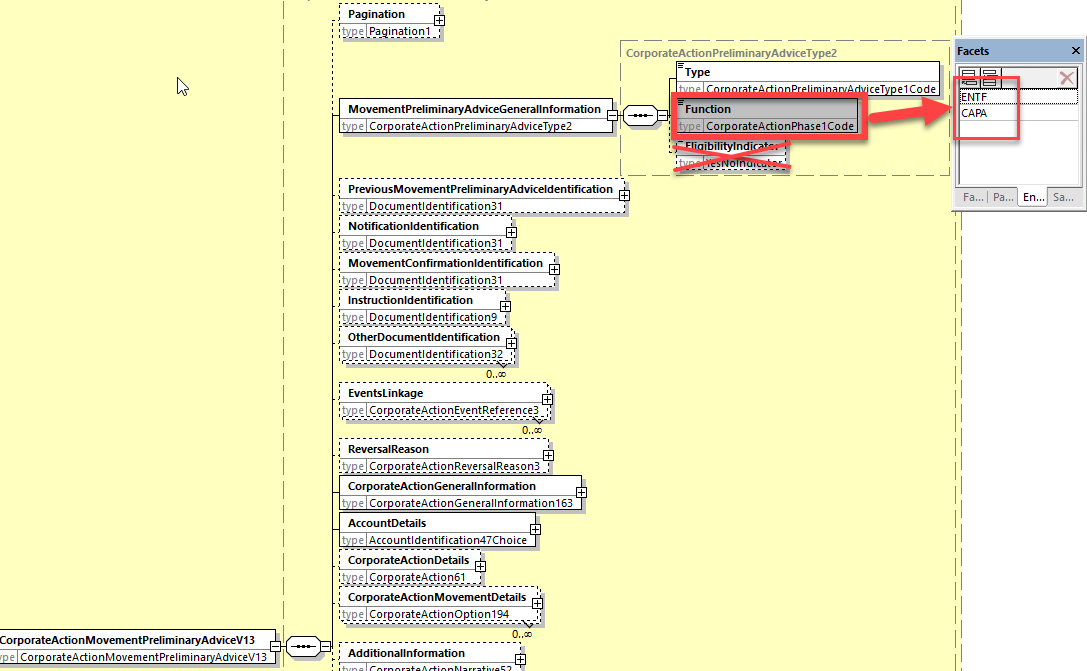 Pagination
type Pagination1
CorporateActionPreliminaryAdviceType2
Facets
Type
type CorporateActionPreliminaryAdviceType1Code
ENTF
CAPA
MovementPreliminaryAdviceGeneralInformation
type CorporateActionPreliminaryAdviceType2
Function
type CorporateActionPhase1Code
EligibilityIndicator
type YesNoIndicator
Fa... Pa... En... Sa...
PreviousMovementPreliminaryAdviceIdentification
type DocumentIdentification31
NotificationIdentification
type DocumentIdentification31
MovementConfirmationIdentification
type DocumentIdentification31
InstructionIdentification
type DocumentIdentification9
OtherDocumentIdentification
type DocumentIdentification32
0..∞
EventsLinkage
type CorporateActionEventReference3
0..∞
ReversalReason
type CorporateActionReversalReason3
CorporateActionGeneralInformation
type CorporateActionGeneralInformation163
AccountDetails
type AccountIdentification47Choice
CorporateActionDetails
type CorporateAction61
CorporateActionMovementDetails
type CorporateActionOption194
0..∞
CorporateActionMovementPreliminaryAdviceV13
type CorporateActionMovementPreliminaryAdviceV13
AdditionalInformation
type CorporateActionNarrative52